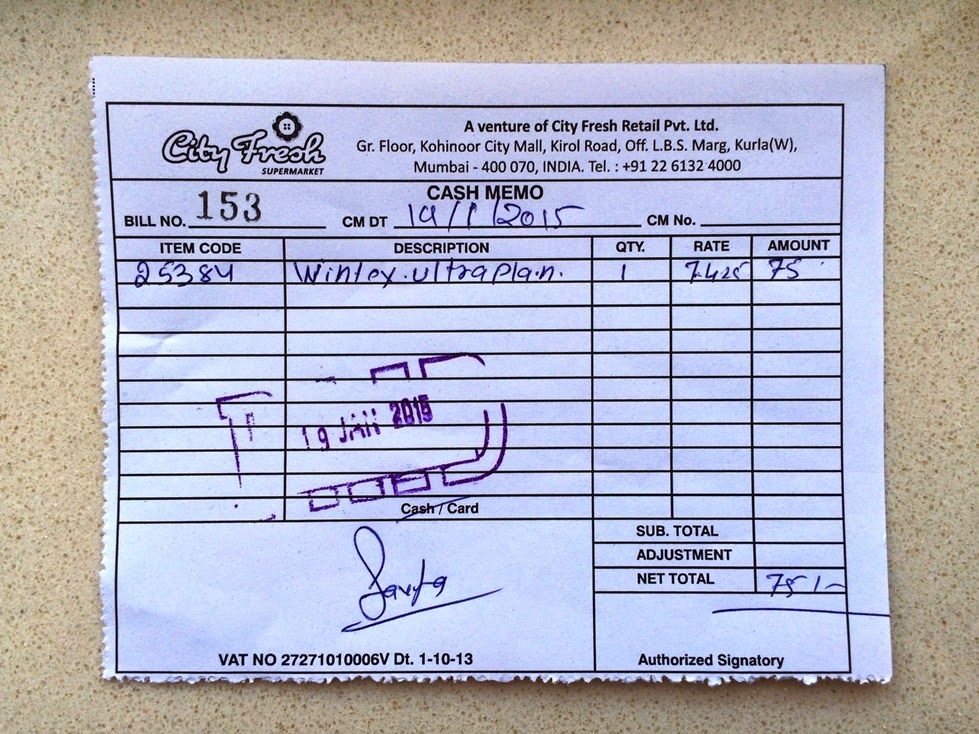 City Fresh
SUPERMARKET
A venture of City Fresh Retail Pvt. Ltd.
Gr. Floor, Kohinoor City Mall, Kirol Road, Off. L.B.S. Marg, Kurla(W),
Mumbai - 400 070, INDIA. Tel. : +91 22 6132 4000
CASH MEMO
BILL NO. 153 CM DT 19/1/2015 CM No.
ITEM CODE DESCRIPTION QTY. RATE AMOUNT
25384 Wintex.ultraplan. 1 75
19 JAN 2015
Cash / Card
SUB. TOTAL
ADJUSTMENT
NET TOTAL 75/-
VAT NO 27271010006V Dt. 1-10-13
Authorized Signatory